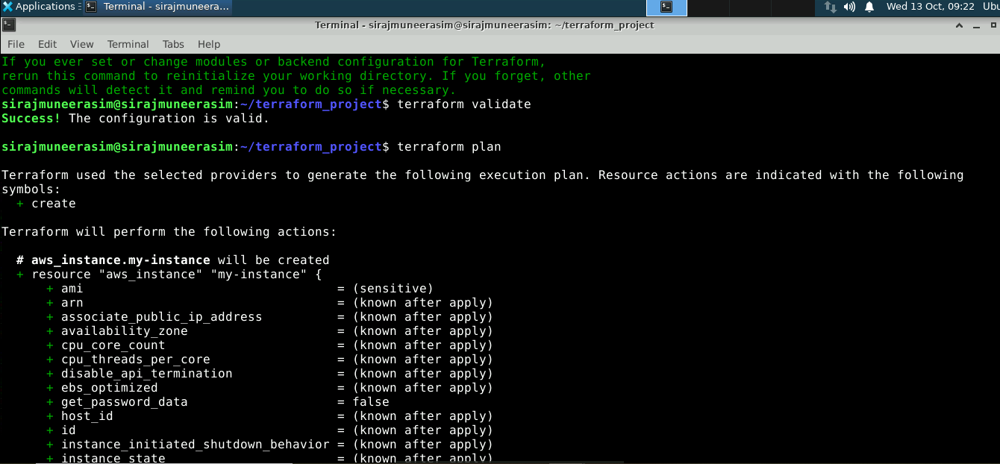 Applications Terminal - sirajmuneera... Wed 13 Oct, 09:22 Ubu
Terminal - sirajmuneerasim@sirajmuneerasim: ~/terraform_project
File Edit View Terminal Tabs Help
If you ever set or change modules or backend configuration for Terraform,
rerun this command to reinitialize your working directory. If you forget, other
commands will detect it and remind you to do so if necessary.
sirajmuneerasim@sirajmuneerasim:~/terraform_project$ terraform validate
Success! The configuration is valid.
sirajmuneerasim@sirajmuneerasim:~/terraform_project$ terraform plan
Terraform used the selected providers to generate the following execution plan. Resource actions are indicated with the following
symbols:
+ create
Terraform will perform the following actions:
# aws_instance.my-instance will be created
+ resource "aws_instance" "my-instance" {
+ ami = (sensitive)
+ arn = (known after apply)
+ associate_public_ip_address = (known after apply)
+ availability_zone = (known after apply)
+ cpu_core_count = (known after apply)
+ cpu_threads_per_core = (known after apply)
+ disable_api_termination = (known after apply)
+ ebs_optimized = (known after apply)
+ get_password_data = false
+ host_id = (known after apply)
+ id = (known after apply)
+ instance_initiated_shutdown_behavior = (known after apply)
+ instance_state = (known after apply)